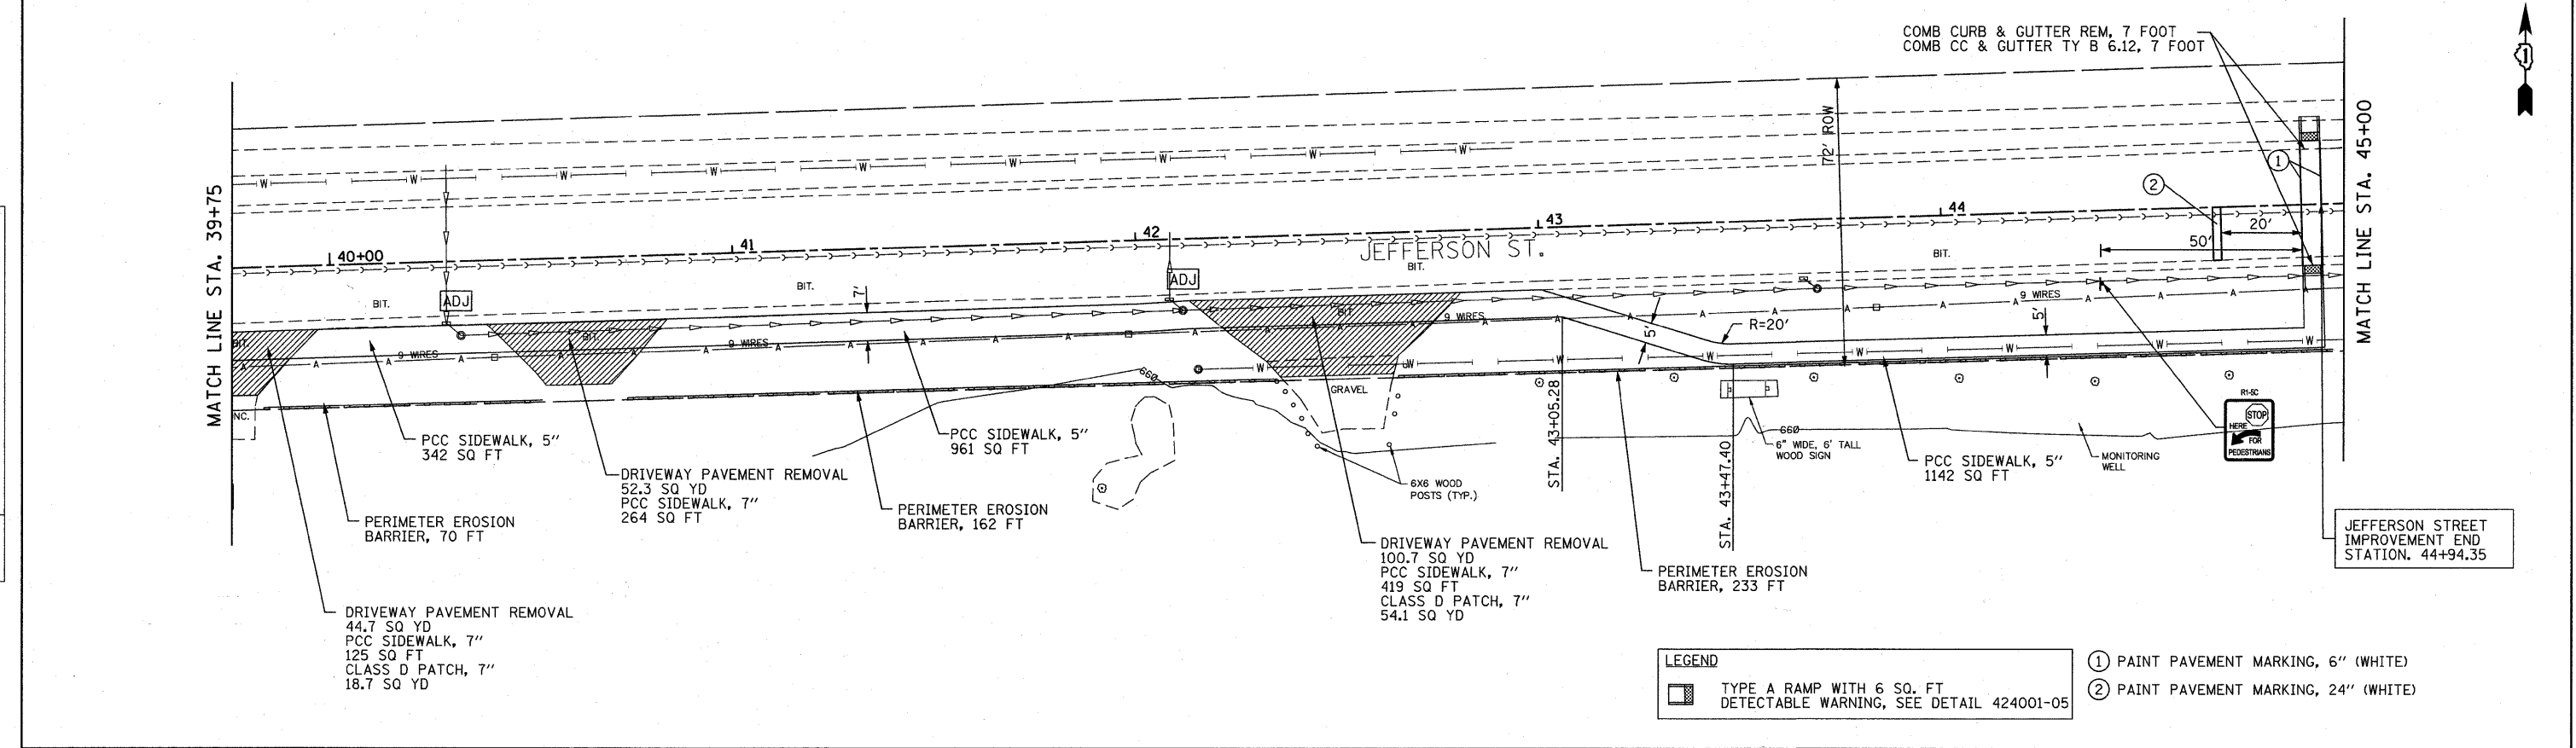 COMB CURB & GUTTER REM, 7 FOOT
COMB CC & GUTTER TY B 6.12, 7 FOOT
1
MATCH LINE STA. 39+75
MATCH LINE STA. 45+00
72' ROW
W W W W W W W W W
1
2
40+00
41
42
43
44
20'
50'
JEFFERSON ST.
BIT.
BIT.
BIT.
BIT.
ADJ
ADJ
7'
BIT.
BIT.
BIT.
9 WIRES
9 WIRES
9 WIRES
9 WIRES
5'
R=20'
5'
W W W W W W W W
660
GRAVEL
NC.
PCC SIDEWALK, 5"
342 SQ FT
PCC SIDEWALK, 5"
961 SQ FT
DRIVEWAY PAVEMENT REMOVAL
52.3 SQ YD
PCC SIDEWALK, 7"
264 SQ FT
PERIMETER EROSION
BARRIER, 70 FT
PERIMETER EROSION
BARRIER, 162 FT
6X6 WOOD
POSTS (TYP.)
STA. 43+05.28
STA. 43+47.40
660
6" WIDE, 6' TALL
WOOD SIGN
PCC SIDEWALK, 5"
1142 SQ FT
MONITORING
WELL
R1-5C
STOP
HERE
FOR
PEDESTRIANS
DRIVEWAY PAVEMENT REMOVAL
44.7 SQ YD
PCC SIDEWALK, 7"
125 SQ FT
CLASS D PATCH, 7"
18.7 SQ YD
DRIVEWAY PAVEMENT REMOVAL
100.7 SQ YD
PCC SIDEWALK, 7"
419 SQ FT
CLASS D PATCH, 7"
54.1 SQ YD
PERIMETER EROSION
BARRIER, 233 FT
JEFFERSON STREET
IMPROVEMENT END
STATION. 44+94.35
LEGEND
TYPE A RAMP WITH 6 SQ. FT
DETECTABLE WARNING, SEE DETAIL 424001-05
1 PAINT PAVEMENT MARKING, 6" (WHITE)
2 PAINT PAVEMENT MARKING, 24" (WHITE)